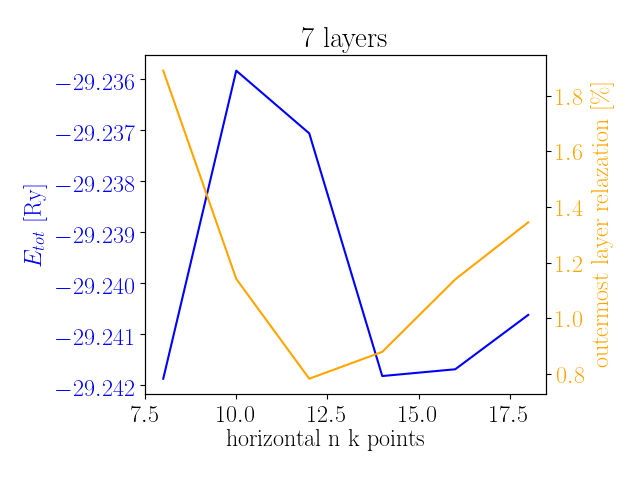 7 layers
−29.236
−29.237
−29.238
−29.239
−29.240
−29.241
−29.242
E_tot [Ry]
1.8
1.6
1.4
1.2
1.0
0.8
outermost layer relazation [%]
7.5 10.0 12.5 15.0 17.5
horizontal n k points